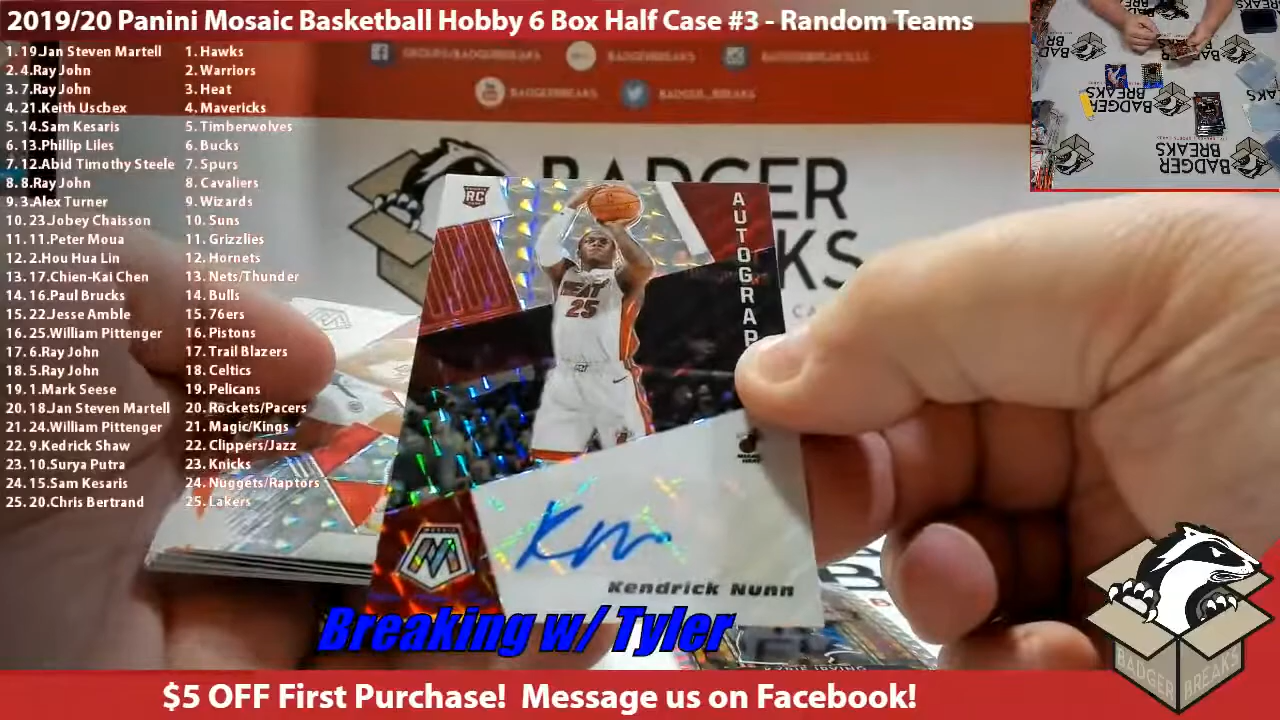 2019/20 Panini Mosaic Basketball Hobby 6 Box Half Case #3 - Random Teams
1. 19.Jan Steven Martell 1. Hawks
2. 4.Ray John 2. Warriors
3. 7.Ray John 3. Heat
4. 21.Keith Uscbex 4. Mavericks
5. 14.Sam Kesaris 5. Timberwolves
6. 13.Phillip Liles 6. Bucks
7. 12.Abid Timothy Steele 7. Spurs
8. 8.Ray John 8. Cavaliers
9. 3.Alex Turner 9. Wizards
10. 23.Jobey Chaisson 10. Suns
11. 11.Peter Moua 11. Grizzlies
12. 2.Hou Hua Lin 12. Hornets
13. 17.Chien-Kai Chen 13. Nets/Thunder
14. 16.Paul Brucks 14. Bulls
15. 22.Jesse Amble 15. 76ers
16. 25.William Pittenger 16. Pistons
17. 6.Ray John 17. Trail Blazers
18. 5.Ray John 18. Celtics
19. 1.Mark Seese 19. Pelicans
20. 18.Jan Steven Martell 20. Rockets/Pacers
21. 24.William Pittenger 21. Magic/Kings
22. 9.Kedrick Shaw 22. Clippers/Jazz
23. 10.Surya Putra 23. Knicks
24. 15.Sam Kesaris 24. Nuggets/Raptors
25. 20.Chris Bertrand 25. Lakers
GROUPS/BADGERBREAKS
BADGERBREAKS
BADGERBREAKS
BADGER_BREAKS
BADGER
BREAKS
BADGER
KS
RC
AUTOGRAP
HEAT
25
MOSAIC
Kendrick Nunn
Breaking w/ Tyler
BADGER BREAKS
$5 OFF First Purchase! Message us on Facebook!